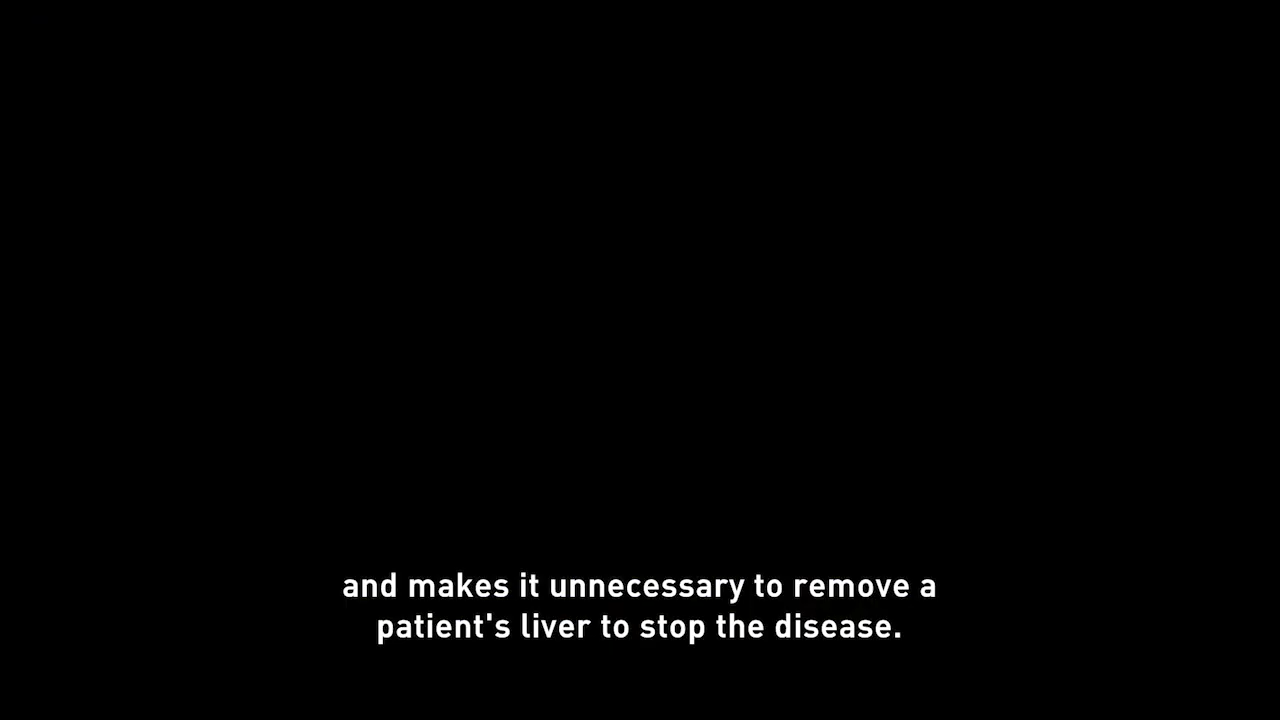 and makes it unnecessary to remove a
patient's liver to stop the disease.